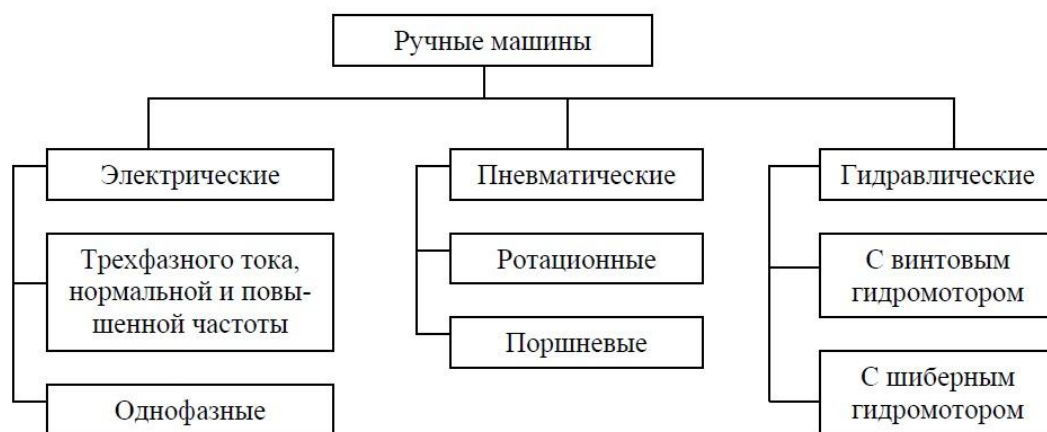 Ручные машины
Электрические
Трехфазного тока,
нормальной и повы-
шенной частоты
Однофазные
Пневматические
Ротационные
Поршневые
Гидравлические
С винтовым
гидромотором
С шиберным
гидромотором